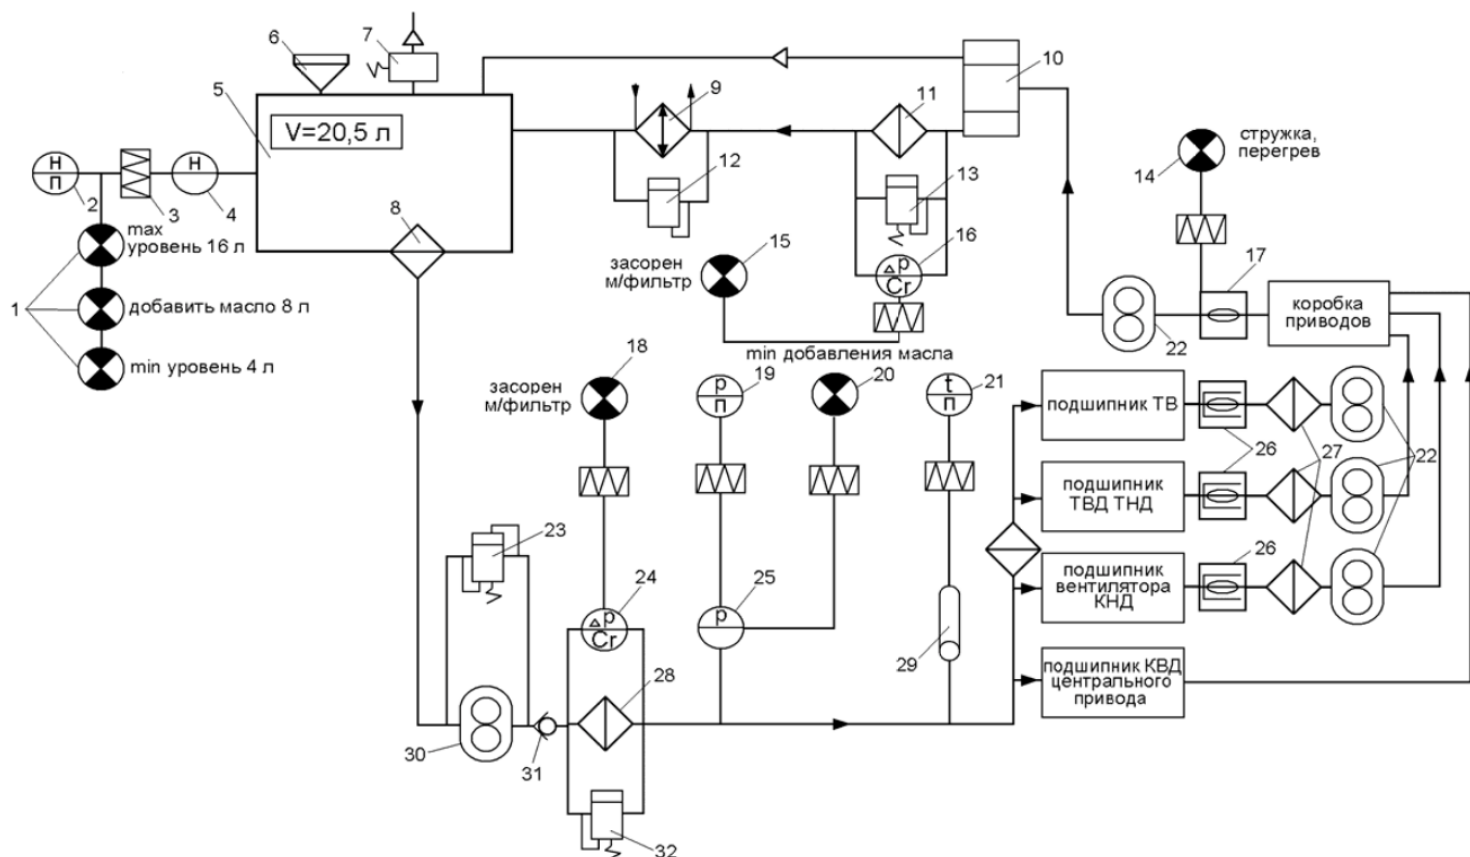 6
7
5
V=20,5 л
9
10
11
12
13
8
Н
П
2
3
Н
4
max
уровень 16 л
1
добавить масло 8 л
min уровень 4 л
стружка,
перегрев
14
15
засорен
м/фильтр
16
Δp
Cr
17
22
коробка
приводов
min добавления масла
18
засорен
м/фильтр
19
p
П
20
21
t
П
подшипник ТВ
подшипник
ТВД ТНД
подшипник
вентилятора
КНД
подшипник КВД
центрального
привода
26
27
22
26
23
24
Δp
Cr
25
p
28
29
30
31
32